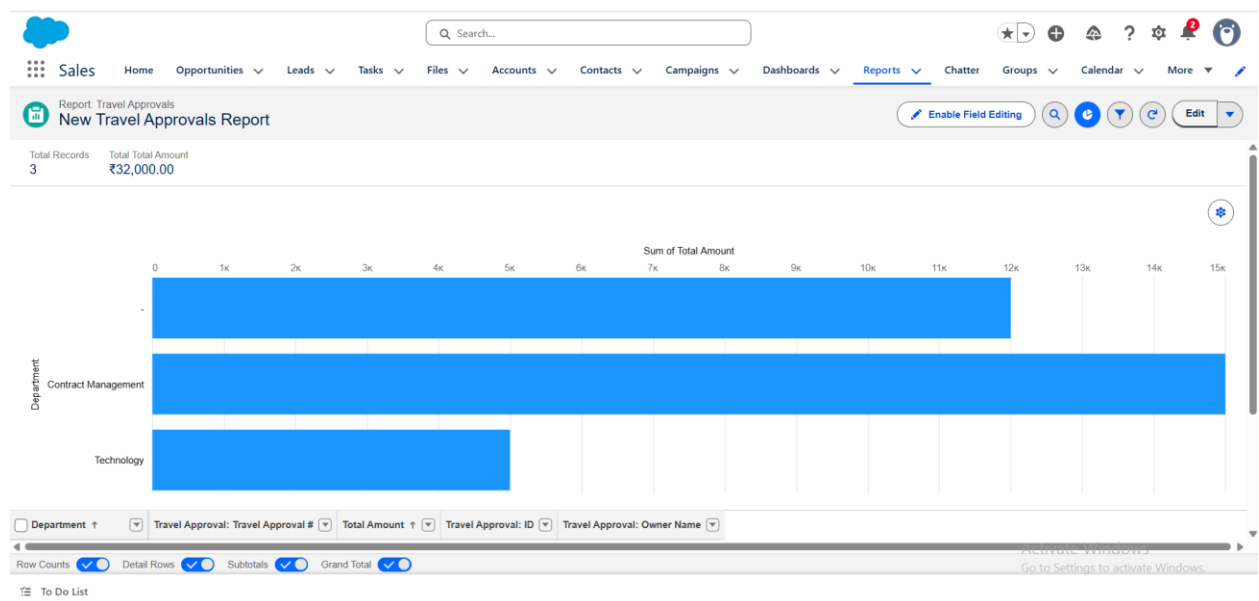 Search...
2
Sales Home Opportunities Leads Tasks Files Accounts Contacts Campaigns Dashboards Reports Chatter Groups Calendar More
Report: Travel Approvals
New Travel Approvals Report
Enable Field Editing
Edit
Total Records Total Total Amount
3 ₹32,000.00
Sum of Total Amount
0 1K 2K 3K 4K 5K 6K 7K 8K 9K 10K 11K 12K 13K 14K 15K
Department
-
Contract Management
Technology
Department ↑ Travel Approval: Travel Approval # Total Amount ↑ Travel Approval: ID Travel Approval: Owner Name
Activate Windows
Row Counts Detail Rows Subtotals Grand Total
Go to Settings to activate Windows.
To Do List